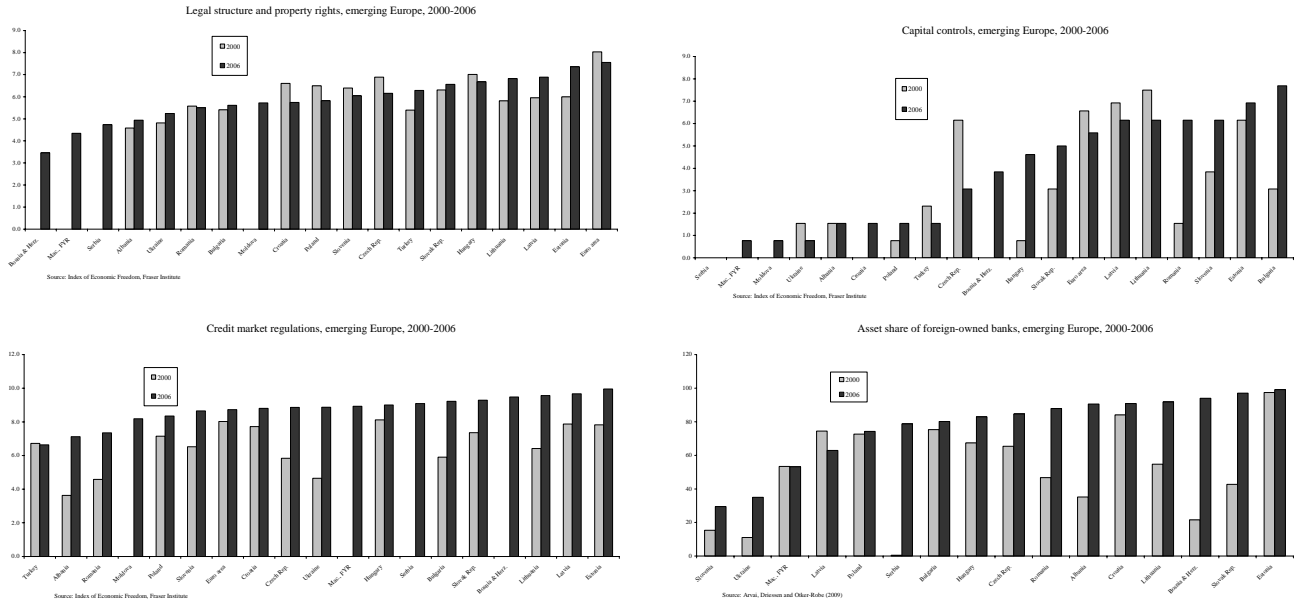 Legal structure and property rights, emerging Europe, 2000-2006
9.0
8.0
7.0
6.0
5.0
4.0
3.0
2.0
1.0
0.0
2000
2006
Bosnia & Herz.
Mac., FYR
Serbia
Albania
Ukraine
Romania
Bulgaria
Moldova
Croatia
Poland
Slovenia
Czech Rep.
Turkey
Slovak Rep.
Hungary
Lithuania
Latvia
Estonia
Euro area
Source: Index of Economic Freedom, Fraser Institute
Capital controls, emerging Europe, 2000-2006
9.0
8.0
7.0
6.0
5.0
4.0
3.0
2.0
1.0
0.0
2000
2006
Serbia
Mac., FYR
Moldova
Ukraine
Albania
Croatia
Poland
Turkey
Czech Rep.
Bosnia & Herz.
Hungary
Slovak Rep.
Euro area
Latvia
Lithuania
Romania
Slovenia
Estonia
Bulgaria
Source: Index of Economic Freedom, Fraser Institute
Credit market regulations, emerging Europe, 2000-2006
12.0
10.0
8.0
6.0
4.0
2.0
0.0
2000
2006
Turkey
Albania
Romania
Moldova
Poland
Slovenia
Euro area
Croatia
Czech Rep.
Ukraine
Mac., FYR
Hungary
Serbia
Bulgaria
Slovak Rep.
Bosnia & Herz.
Lithuania
Latvia
Estonia
Source: Index of Economic Freedom, Fraser Institute
Asset share of foreign-owned banks, emerging Europe, 2000-2006
120
100
80
60
40
20
0
2000
2006
Slovenia
Ukraine
Mac., FYR
Latvia
Poland
Serbia
Bulgaria
Hungary
Czech Rep.
Romania
Albania
Croatia
Lithuania
Bosnia & Herz.
Slovak Rep.
Estonia
Source: Arvai, Driessen and Otker-Robe (2009)